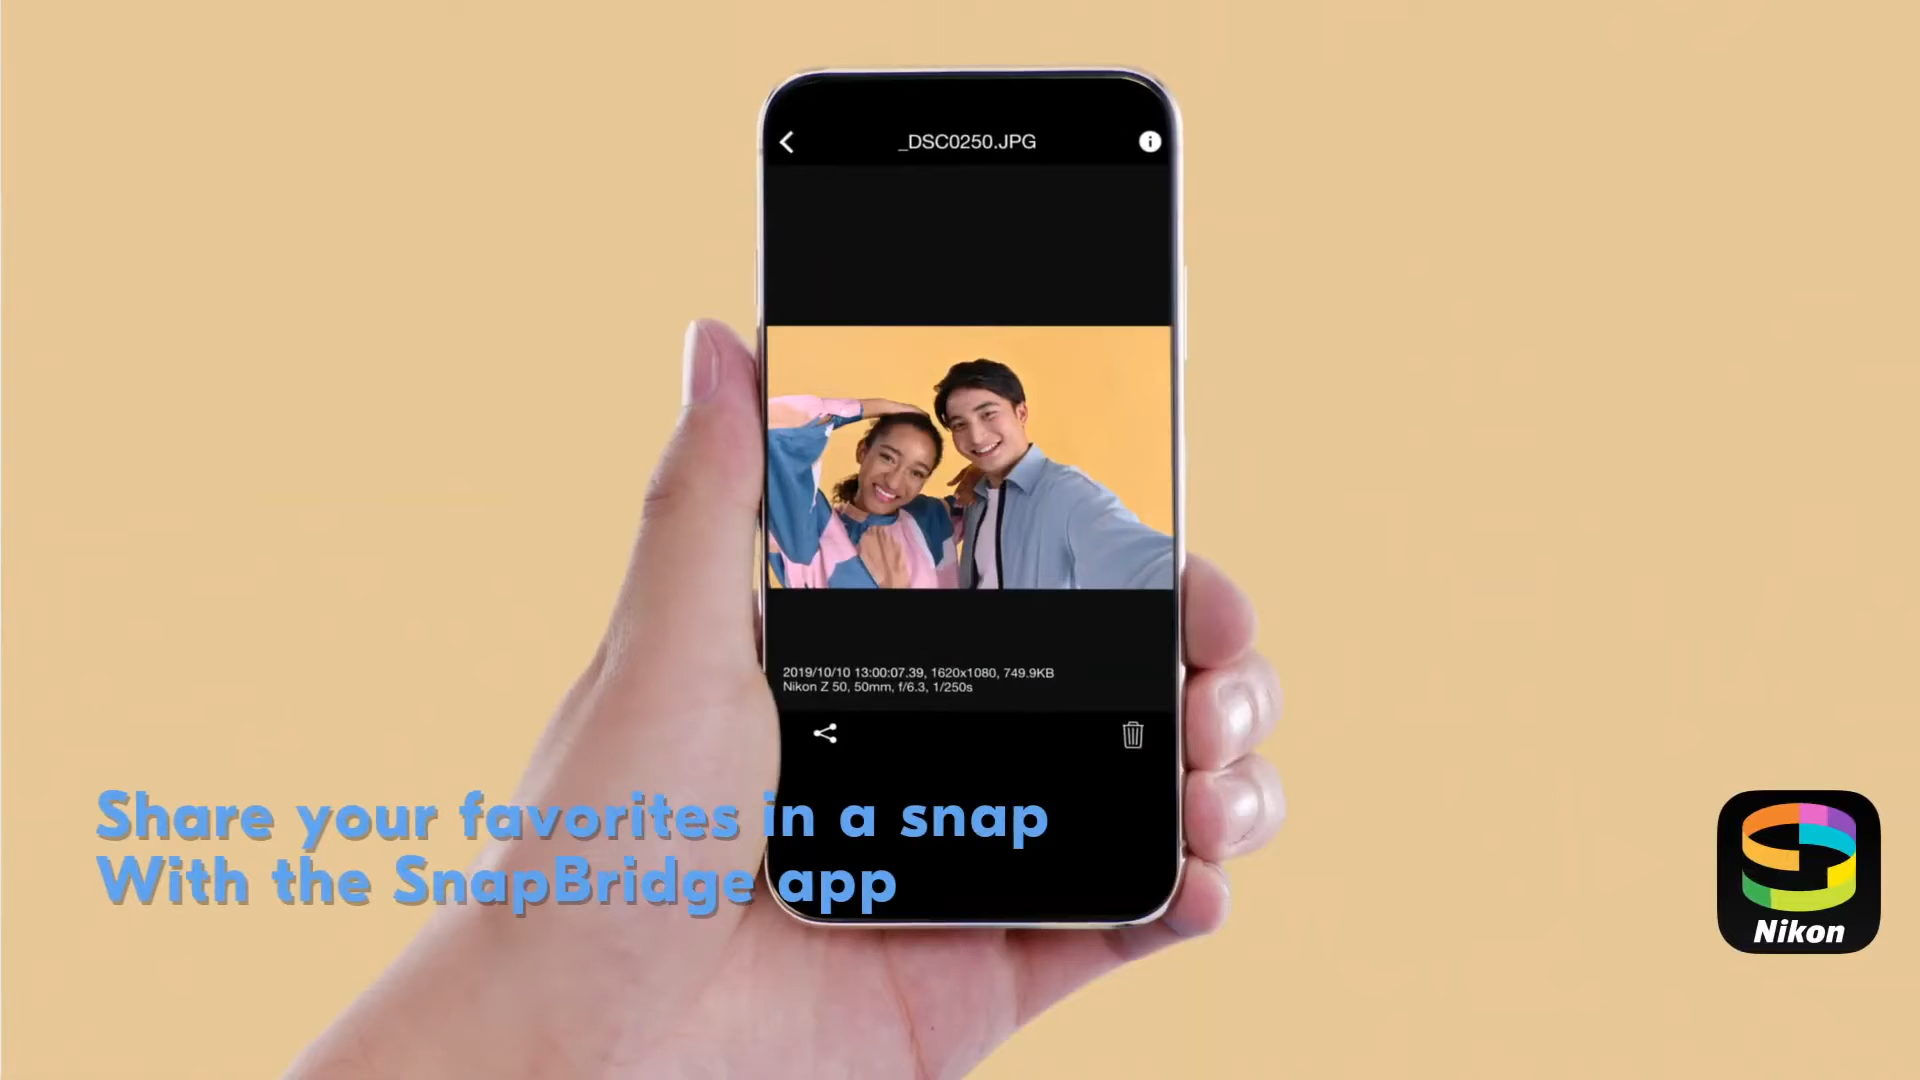 _DSC0250.JPG
2019/10/10 13:00:07.39, 1620x1080, 749.9KB
Nikon Z 50, 50mm, f/6.3, 1/250s
Share your favorites in a snap
With the SnapBridge app
Nikon